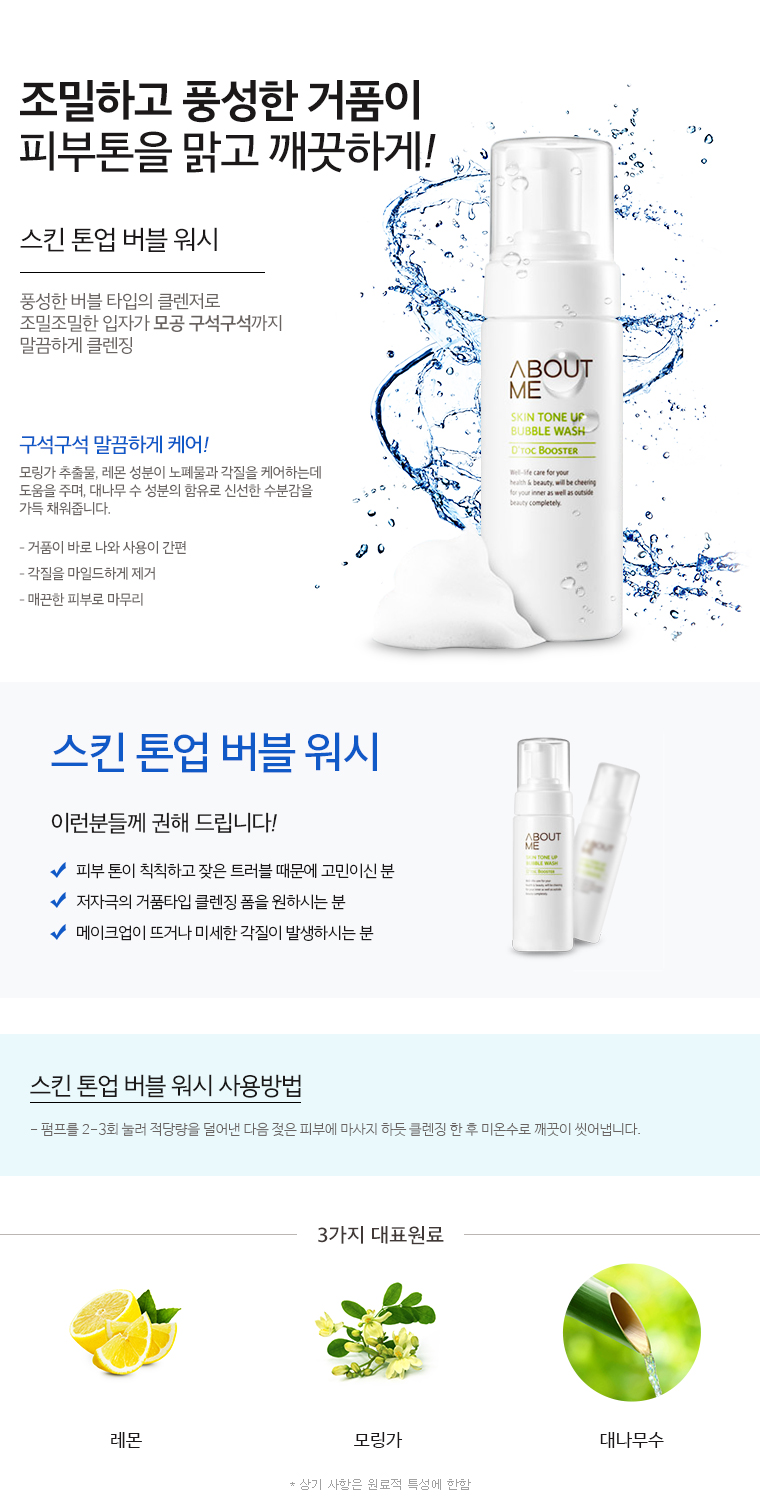 조밀하고 풍성한 거품이
피부톤을 맑고 깨끗하게!
스킨 톤업 버블 워시
풍성한 버블 타입의 클렌저로
조밀조밀한 입자가 모공 구석구석까지
말끔하게 클렌징
구석구석 말끔하게 케어!
모링가 추출물, 레몬 성분이 노폐물과 각질을 케어하는데
도움을 주며, 대나무 수 성분의 함유로 신선한 수분감을
가득 채워줍니다.
- 거품이 바로 나와 사용이 간편
- 각질을 마일드하게 제거
- 매끈한 피부로 마무리
ABOUT
ME
SKIN TONE UP
BUBBLE WASH
D'TOC BOOSTER
Well-life care for your
health & beauty, will be cheering
for your inner as well as outside
beauty completely.
스킨 톤업 버블 워시
이런분들께 권해 드립니다!
피부 톤이 칙칙하고 잦은 트러블 때문에 고민이신 분
저자극의 거품타입 클렌징 폼을 원하시는 분
메이크업이 뜨거나 미세한 각질이 발생하시는 분
ABOUT
ME
SKIN TONE UP
BUBBLE WASH
D'TOC BOOSTER
스킨 톤업 버블 워시 사용방법
- 펌프를 2-3회 눌러 적당량을 덜어낸 다음 젖은 피부에 마사지 하듯 클렌징 한 후 미온수로 깨끗이 씻어냅니다.
3가지 대표원료
레몬
모링가
대나무수
* 상기 사항은 원료적 특성에 한함